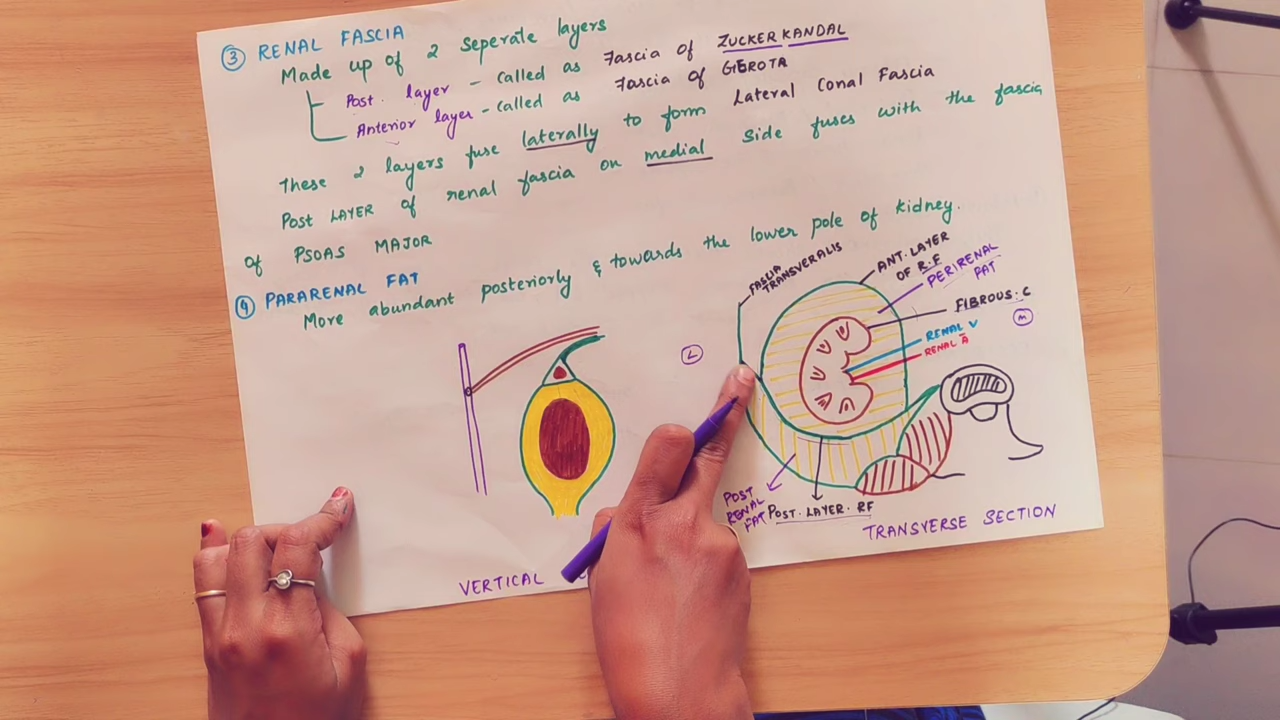 ③ RENAL FASCIA
Made up of 2 seperate layers
Post. layer - called as Fascia of ZUCKERKANDAL
Anterior layer - called as Fascia of GEROTA
These 2 layers fuse laterally to form Lateral Conal Fascia
Post LAYER of renal fascia on medial side fuses with the fascia
of PSOAS MAJOR
④ PARARENAL FAT
More abundant posteriorly & towards the lower pole of kidney.
FASCIA
TRANSVERALIS
ANT. LAYER
OF R.F
PERIRENAL
FAT
FIBROUS. C
RENAL V
RENAL A
L
M
POST
RENAL
FAT
POST. LAYER. RF
VERTICAL
TRANSVERSE SECTION